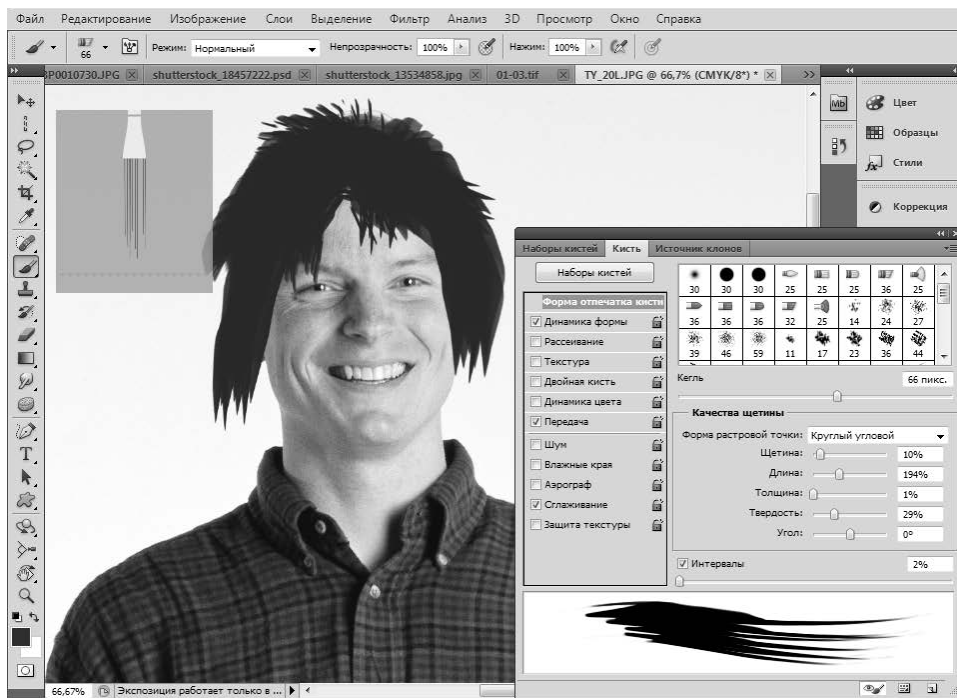 Файл Редактирование Изображение Слои Выделение Фильтр Анализ 3D Просмотр Окно Справка
66 Режим: Нормальный Непрозрачность: 100% Нажим: 100%
3P0010730.JPG shutterstock_18457222.psd shutterstock_13534858.jpg 01-03.tif TY_20L.JPG @ 66,7% (CMYK/8*) *
Mb Цвет
Образцы
Стили
Коррекция
Наборы кистей Кисть Источник клонов
Наборы кистей
Форма отпечатка кисти
Динамика формы
Рассеивание
Текстура
Двойная кисть
Динамика цвета
Передача
Шум
Влажные края
Аэрограф
Сглаживание
Защита текстуры
30 30 30 25 25 25 36 25
36 36 36 32 25 14 24 27
39 46 59 11 17 23 36 44
Кегль 66 пикс.
Качества щетины
Форма растровой точки: Круглый угловой
Щетина: 10%
Длина: 194%
Толщина: 1%
Твердость: 29%
Угол: 0°
Интервалы 2%
66,67% Экспозиция работает только в ...